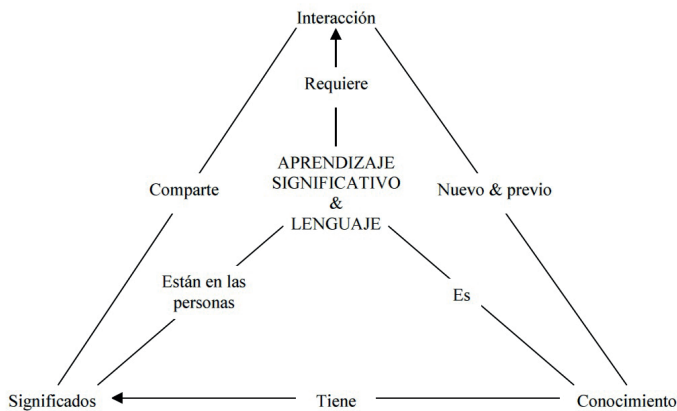 Interacción
Requiere
APRENDIZAJE
SIGNIFICATIVO
&
LENGUAJE
Comparte
Nuevo & previo
Están en las
personas
Es
Significados
Tiene
Conocimiento